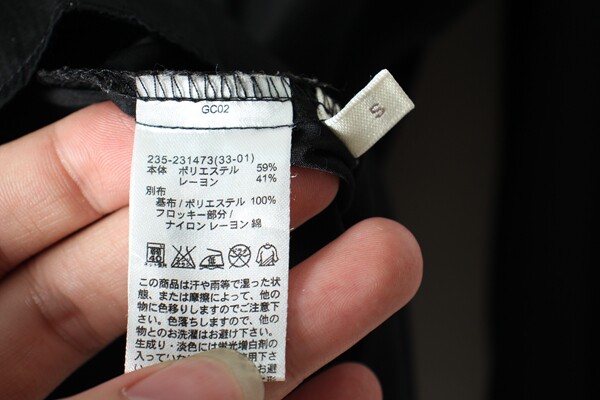 GC02
S
235-231473(33-01)
本体 ポリエステル 59%
レーヨン 41%
別布
基布/ポリエステル 100%
フロッキー部分/
ナイロン レーヨン 綿
40
この商品は汗や雨等で湿った状
態、または摩擦によって、他の
物に色移りしますのでご注意下
さい。色落ちしますので、他の
物とのお洗濯はお避け下さい。
生成り・淡色には蛍光増白剤の
入ってい